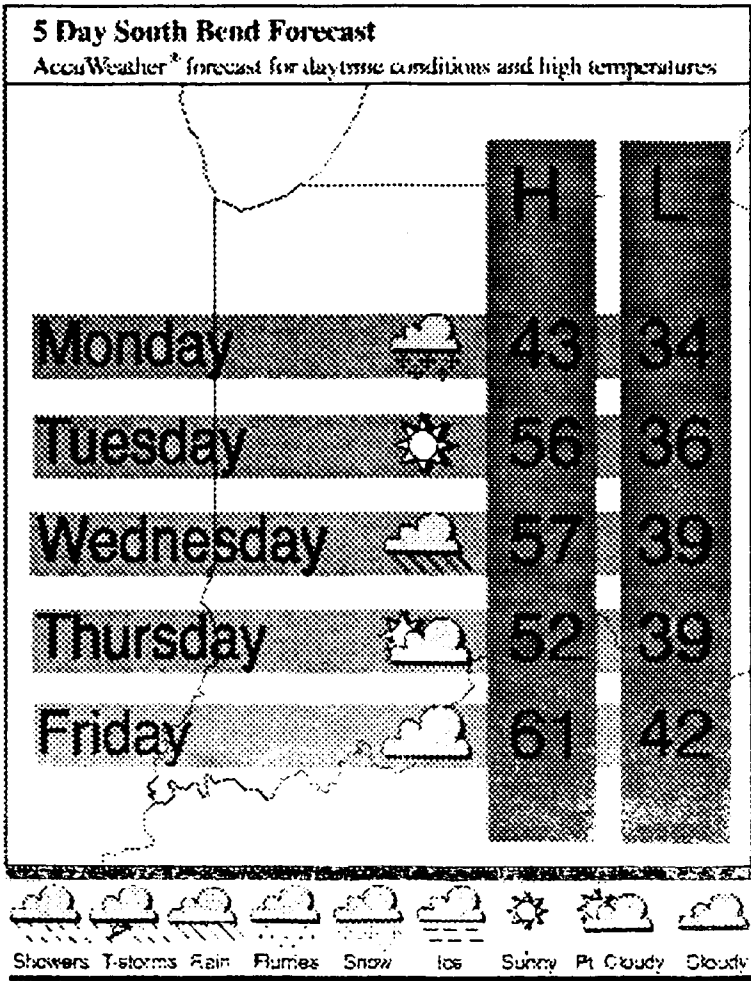 5 Day South Bend Forecast
AccuWeather® forecast for daytime conditions and high temperatures
H L
Monday 43 34
Tuesday 56 36
Wednesday 57 39
Thursday 52 39
Friday 61 42
Showers T-storms Rain Flurries Snow Ice Sunny Pt. Cloudy Cloudy